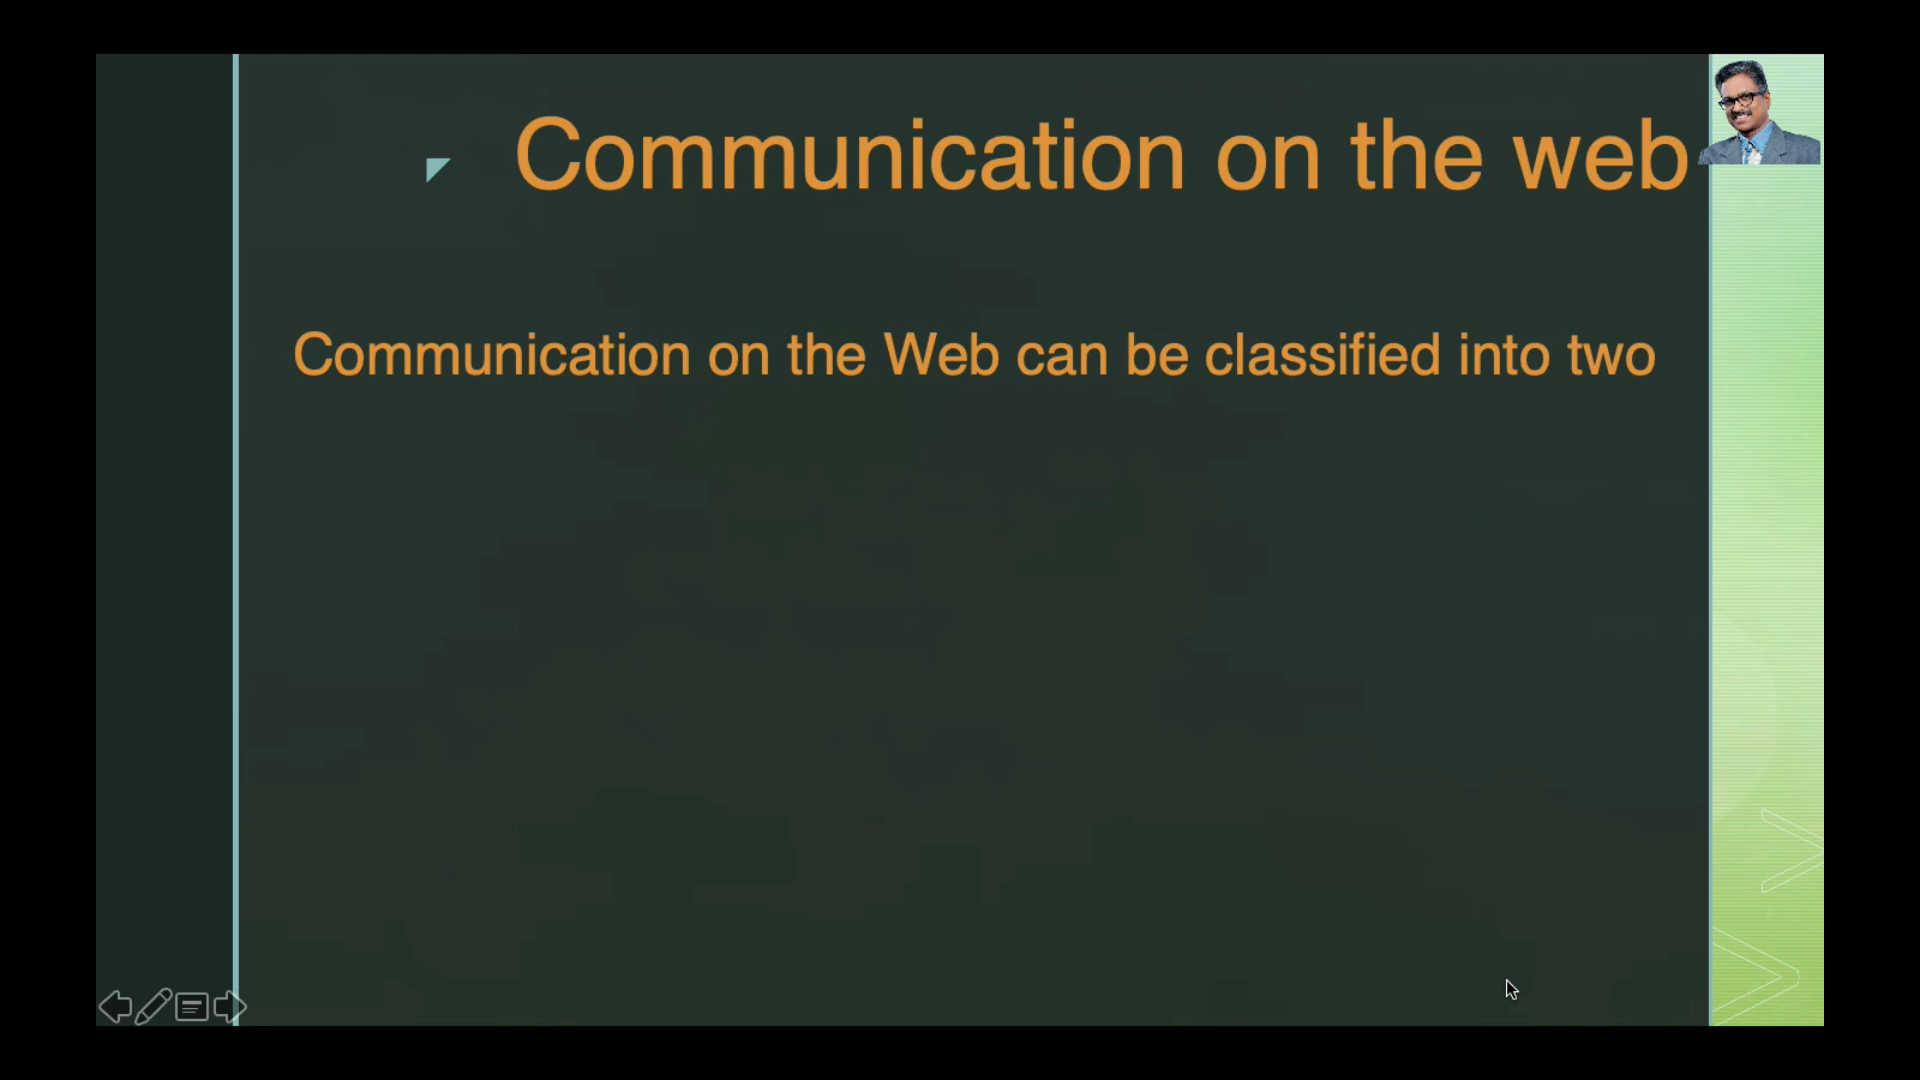 Communication on the web
Communication on the Web can be classified into two